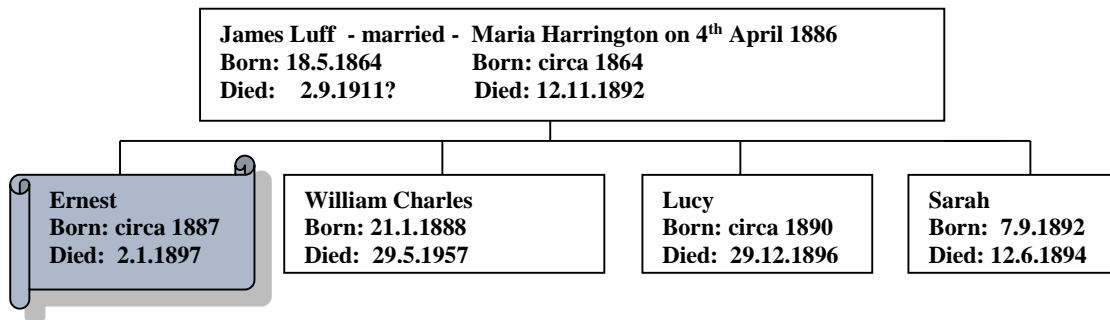 James Luff - married - Maria Harrington on 4th April 1886
Born: 18.5.1864 Born: circa 1864
Died: 2.9.1911? Died: 12.11.1892
Ernest
Born: circa 1887
Died: 2.1.1897
William Charles
Born: 21.1.1888
Died: 29.5.1957
Lucy
Born: circa 1890
Died: 29.12.1896
Sarah
Born: 7.9.1892
Died: 12.6.1894